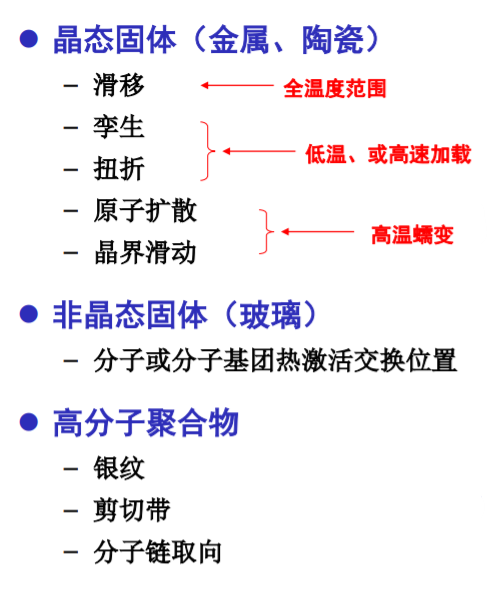 ● 晶态固体（金属、陶瓷）
– 滑移
全温度范围
– 孪生
– 扭折
低温、或高速加载
– 原子扩散
– 晶界滑动
高温蠕变
● 非晶态固体（玻璃）
– 分子或分子基团热激活交换位置
● 高分子聚合物
– 银纹
– 剪切带
– 分子链取向